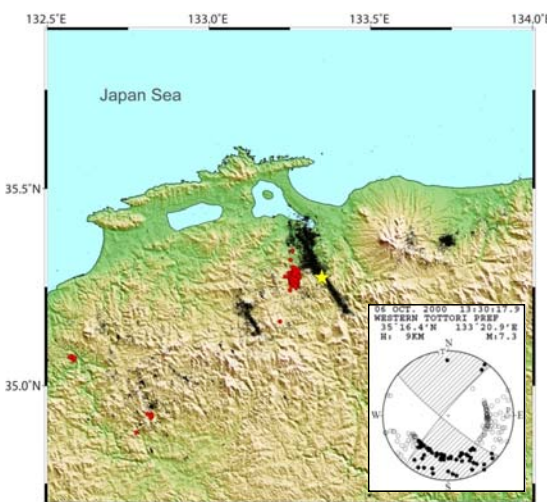 132.5°E 133.0°E 133.5°E 134.0°E
Japan Sea
35.5°N
35.0°N
06 OCT. 2000 13:30:17.9
WESTERN TOTTORI PREF
35°16.4'N 133°20.9'E
H: 9KM M:7.3
N
T
W
P
E
S